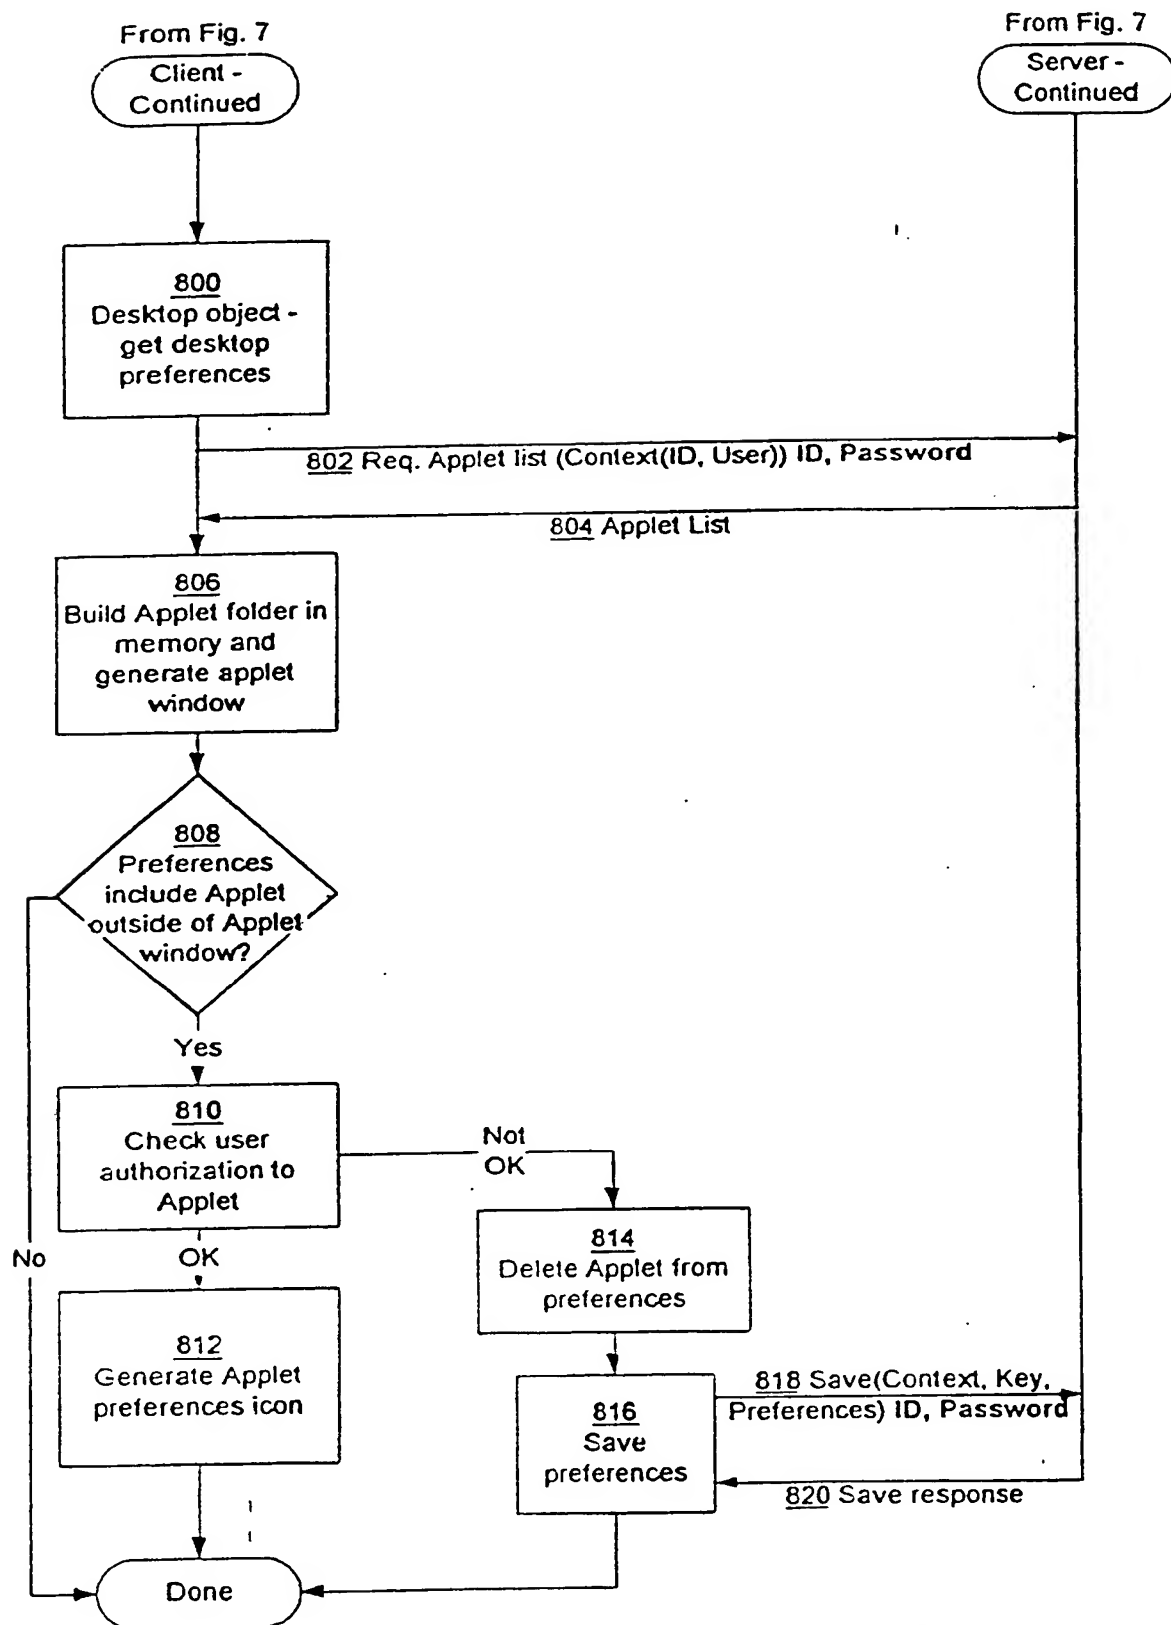 From Fig. 7
Client -
Continued
From Fig. 7
Server -
Continued
800
Desktop object -
get desktop
preferences
802 Req. Applet list (Context(ID, User)) ID, Password
804 Applet List
806
Build Applet folder in
memory and
generate applet
window
808
Preferences
include Applet
outside of Applet
window?
Yes
No
810
Check user
authorization to
Applet
Not
OK
OK
814
Delete Applet from
preferences
812
Generate Applet
preferences icon
816
Save
preferences
818 Save(Context, Key,
Preferences) ID, Password
820 Save response
Done